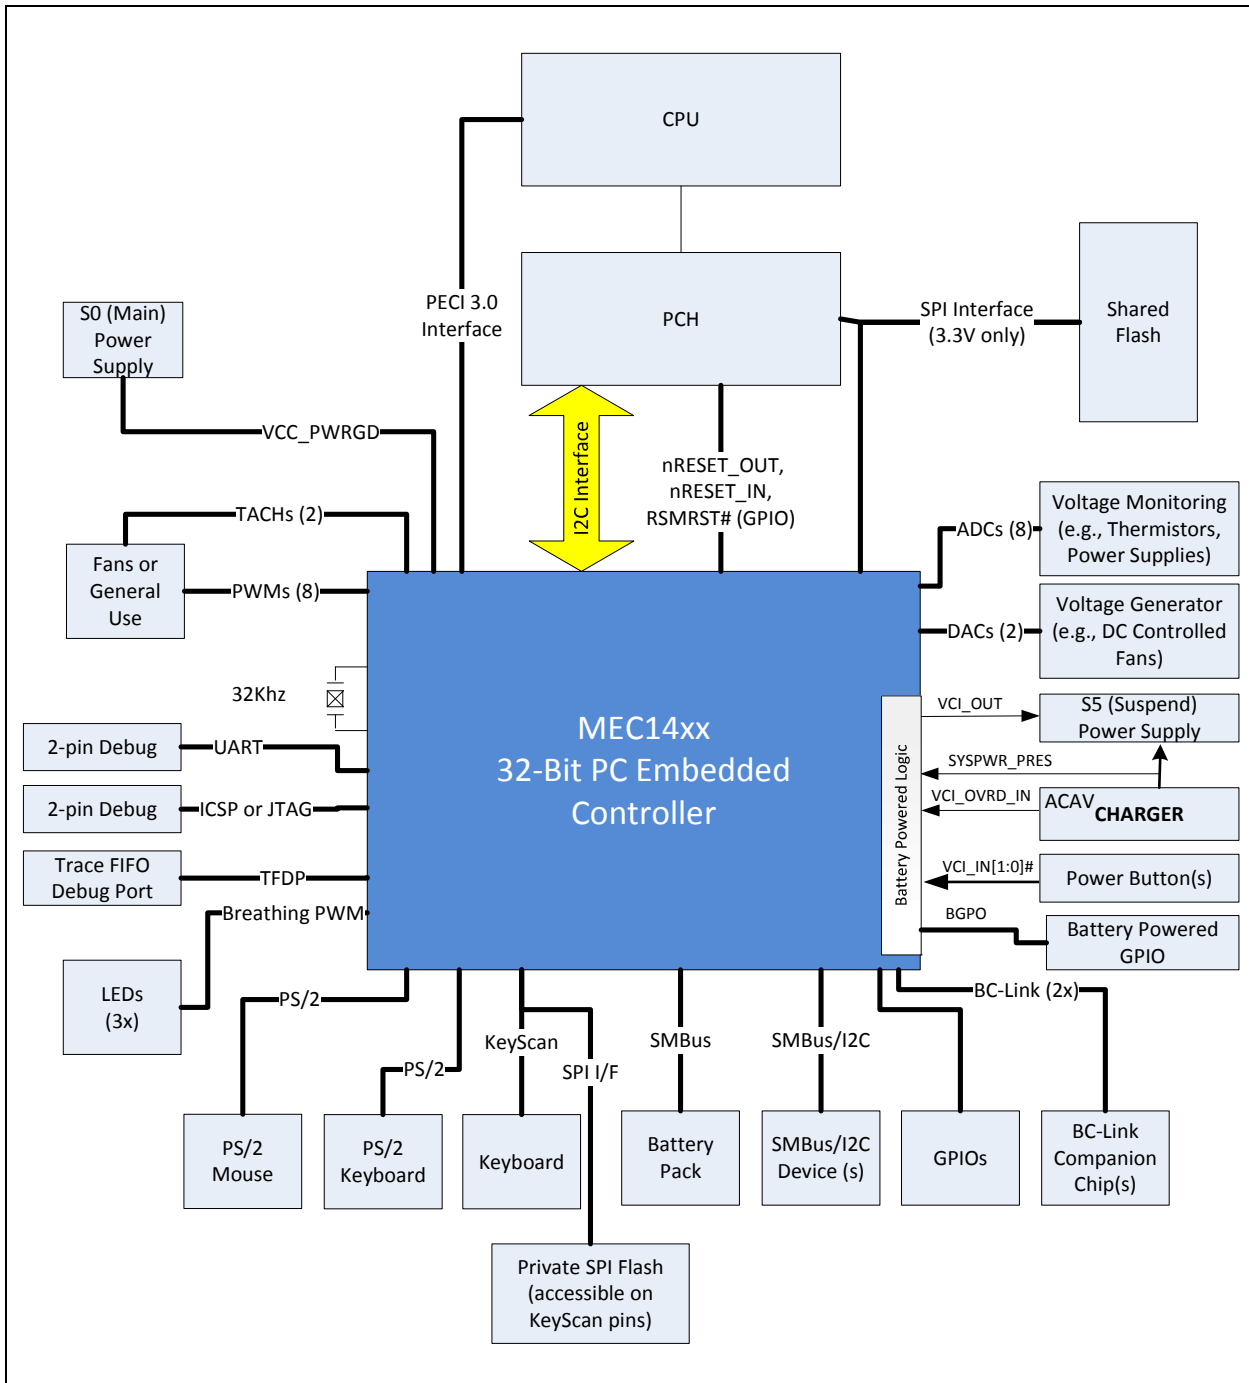 CPU
PECI 3.0
Interface
PCH
SPI Interface
(3.3V only)
Shared
Flash
S0 (Main)
Power
Supply
VCC_PWRGD
I2C Interface
nRESET_OUT,
nRESET_IN,
RSMRST# (GPIO)
TACHs (2)
Fans or
General
Use
PWMs (8)
ADCs (8)
Voltage Monitoring
(e.g., Thermistors,
Power Supplies)
DACs (2)
Voltage Generator
(e.g., DC Controlled
Fans)
32Khz
MEC14xx
32-Bit PC Embedded
Controller
Battery Powered Logic
VCI_OUT
S5 (Suspend)
Power Supply
SYSPWR_PRES
VCI_OVRD_IN
ACAV
CHARGER
VCI_IN[1:0]#
Power Button(s)
BGPO
Battery Powered
GPIO
2-pin Debug
UART
2-pin Debug
ICSP or JTAG
Trace FIFO
Debug Port
TFDP
Breathing PWM
LEDs
(3x)
PS/2
PS/2
KeyScan
SPI I/F
SMBus
SMBus/I2C
BC-Link (2x)
PS/2
Mouse
PS/2
Keyboard
Keyboard
Battery
Pack
SMBus/I2C
Device (s)
GPIOs
BC-Link
Companion
Chip(s)
Private SPI Flash
(accessible on
KeyScan pins)